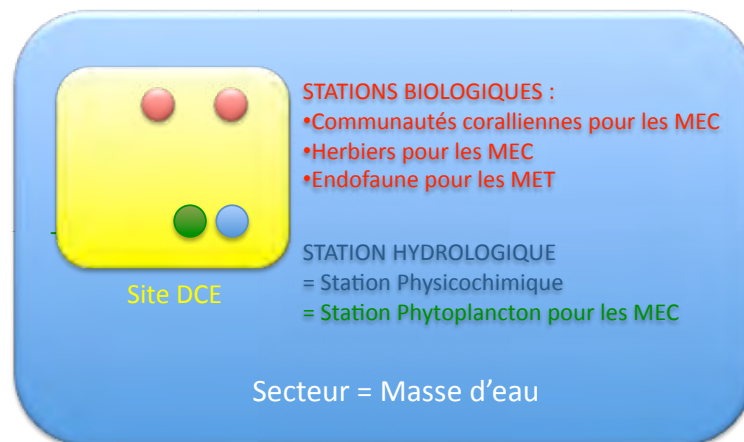 STATIONS BIOLOGIQUES :
•Communautés coralliennes pour les MEC
•Herbiers pour les MEC
•Endofaune pour les MET
STATION HYDROLOGIQUE
= Station Physicochimique
= Station Phytoplancton pour les MEC
Site DCE
Secteur = Masse d'eau